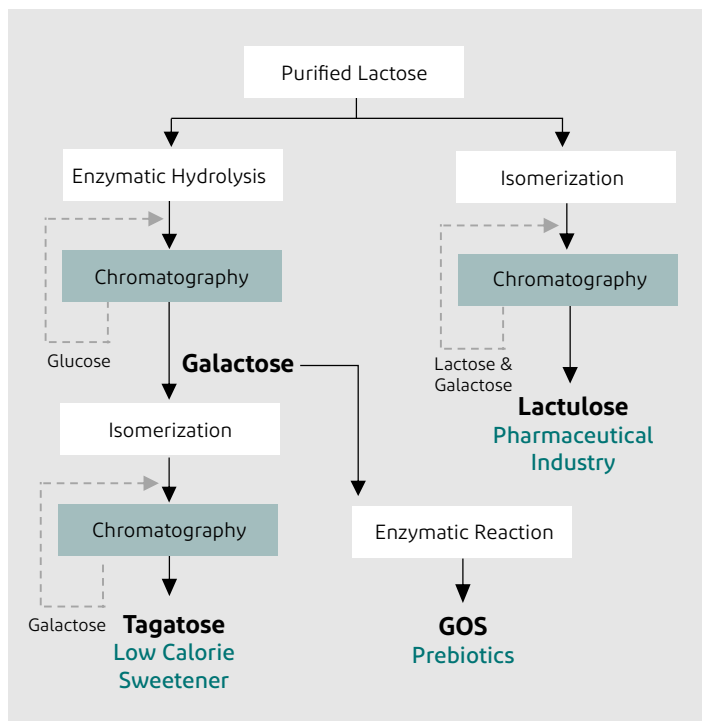 Purified Lactose
Enzymatic Hydrolysis
Isomerization
Chromatography
Chromatography
Glucose
Galactose
Lactose &
Galactose
Lactulose
Pharmaceutical
Industry
Isomerization
Chromatography
Enzymatic Reaction
Galactose
Tagatose
Low Calorie
Sweetener
GOS
Prebiotics